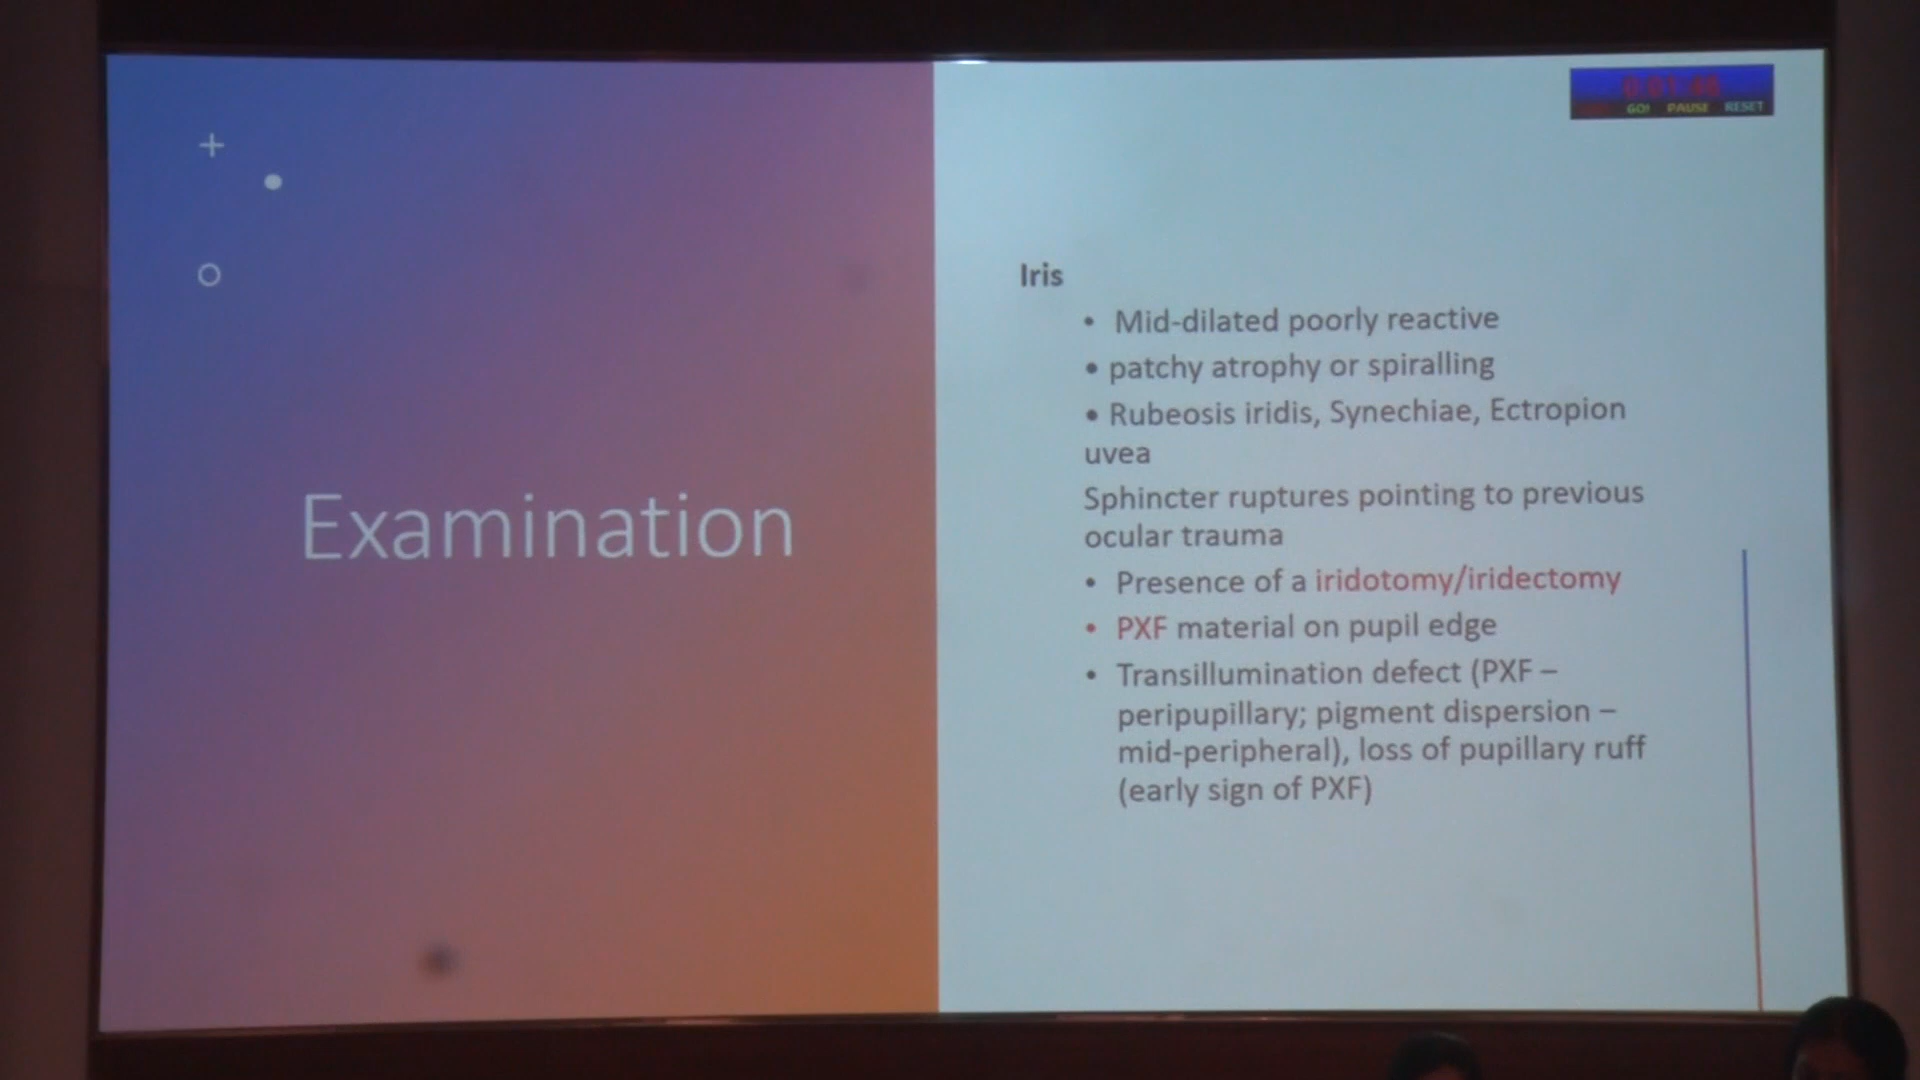 Examination
GO! PAUSE RESET
Iris
• Mid-dilated poorly reactive
• patchy atrophy or spiralling
• Rubeosis iridis, Synechiae, Ectropion
uvea
Sphincter ruptures pointing to previous
ocular trauma
• Presence of a iridotomy/iridectomy
• PXF material on pupil edge
• Transillumination defect (PXF –
peripupillary; pigment dispersion –
mid-peripheral), loss of pupillary ruff
(early sign of PXF)